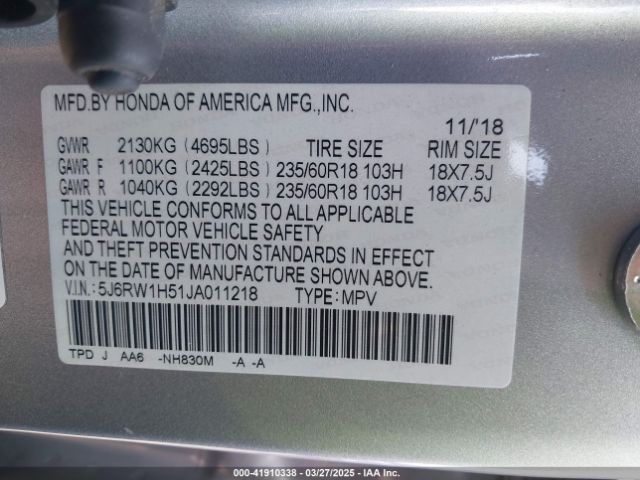 MFD.BY HONDA OF AMERICA MFG.,INC.
11/'18
GVWR 2130KG (4695LBS) TIRE SIZE RIM SIZE
GAWR F 1100KG (2425LBS) 235/60R18 103H 18X7.5J
GAWR R 1040KG (2292LBS) 235/60R18 103H 18X7.5J
THIS VEHICLE CONFORMS TO ALL APPLICABLE
FEDERAL MOTOR VEHICLE SAFETY
AND THEFT PREVENTION STANDARDS IN EFFECT
ON THE DATE OF MANUFACTURE SHOWN ABOVE.
V.I.N.: 5J6RW1H51JA011218 TYPE: MPV
TPD J AA6 -NH830M -A -A
000-41910338 - 03/27/2025 - IAA Inc.